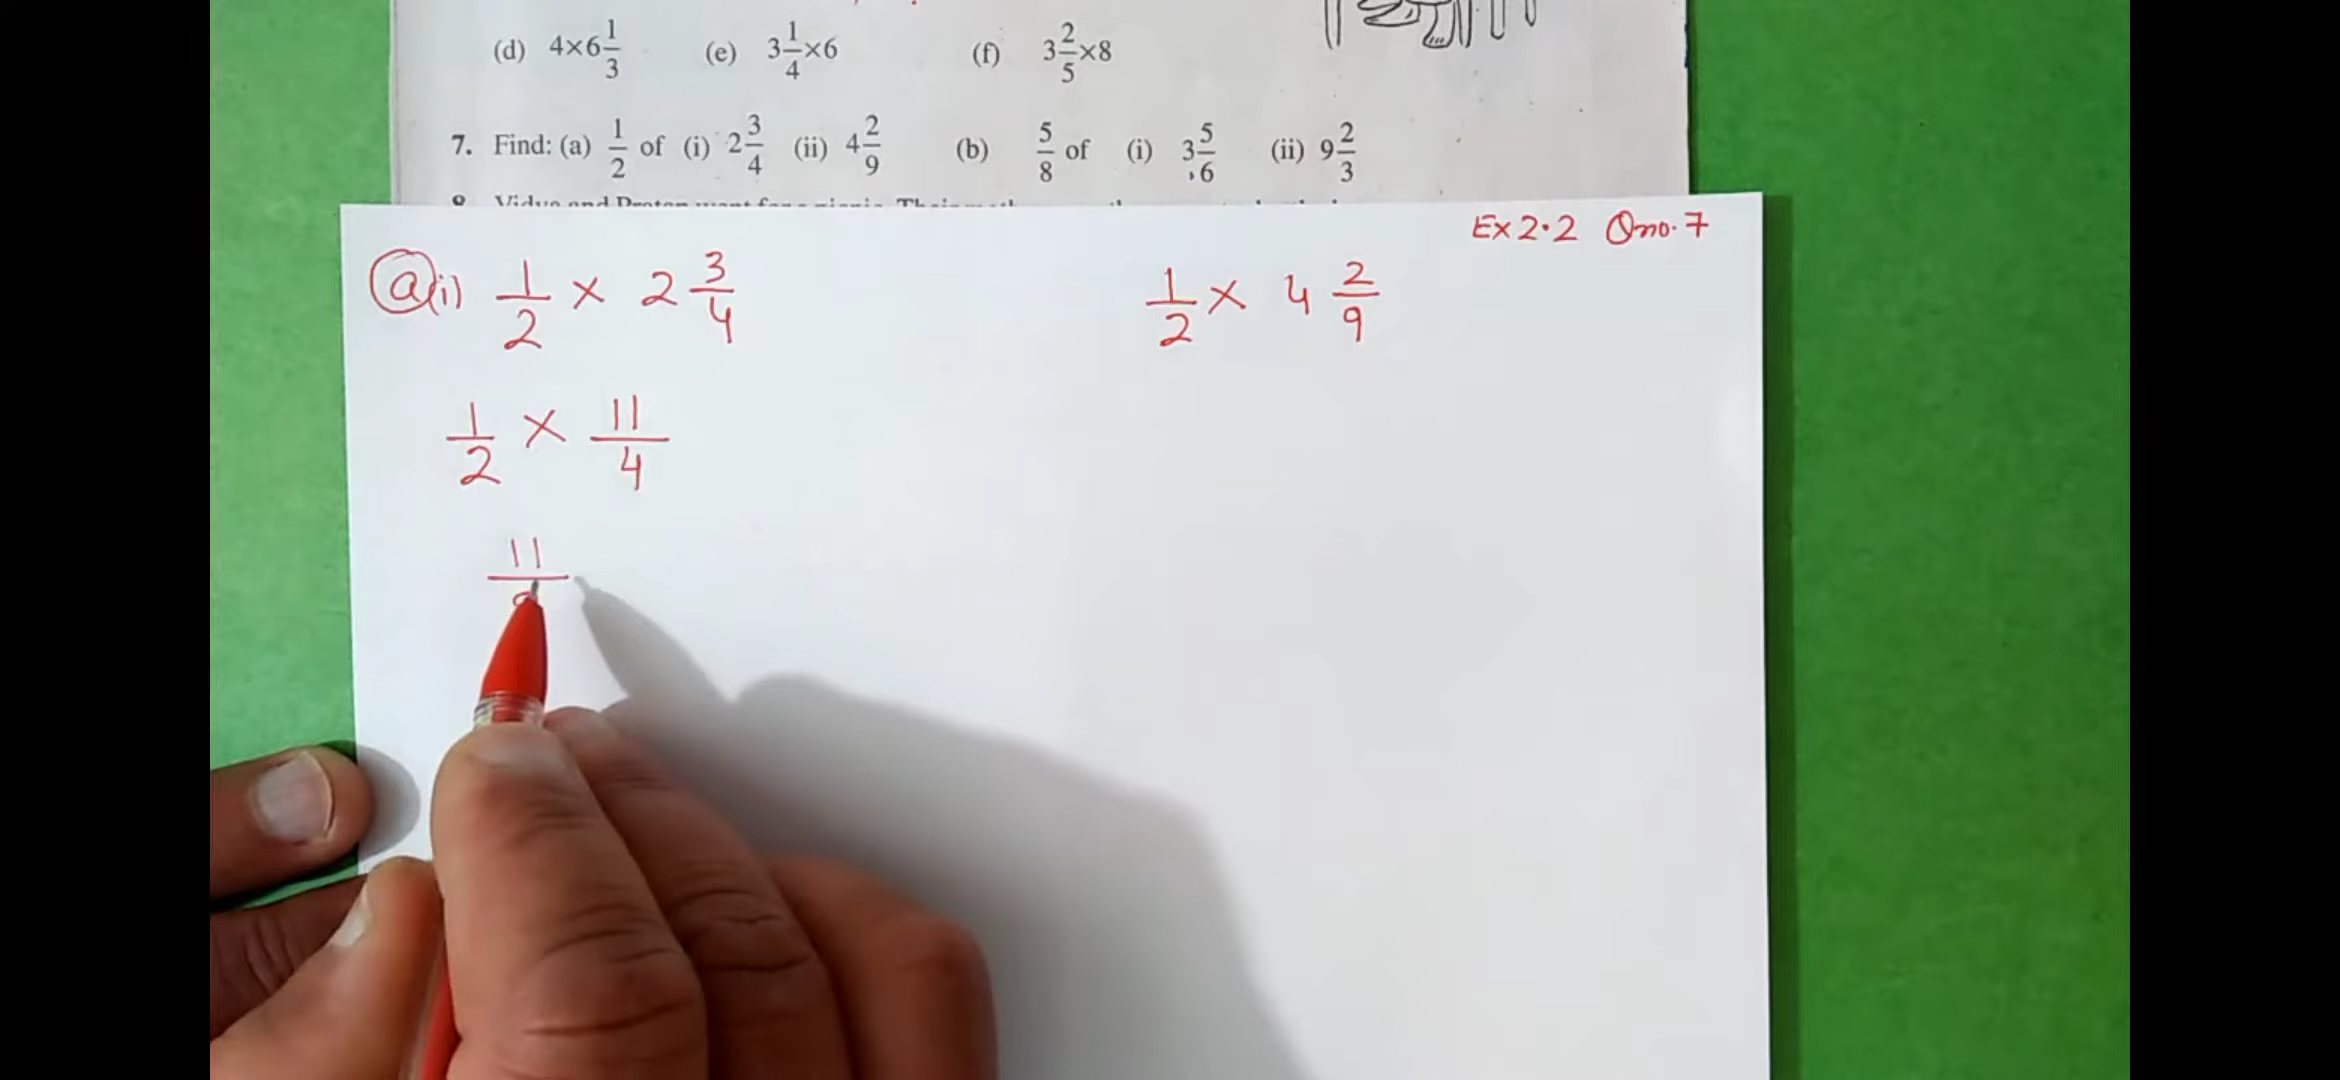 (d) 4×6 1/3 (e) 3 1/4 ×6 (f) 3 2/5 ×8
7. Find: (a) 1/2 of (i) 2 3/4 (ii) 4 2/9 (b) 5/8 of (i) 3 5/6 (ii) 9 2/3
Ex 2.2 Qno. 7
a (i) 1/2 × 2 3/4
1/2 × 4 2/9
1/2 × 11/4
11